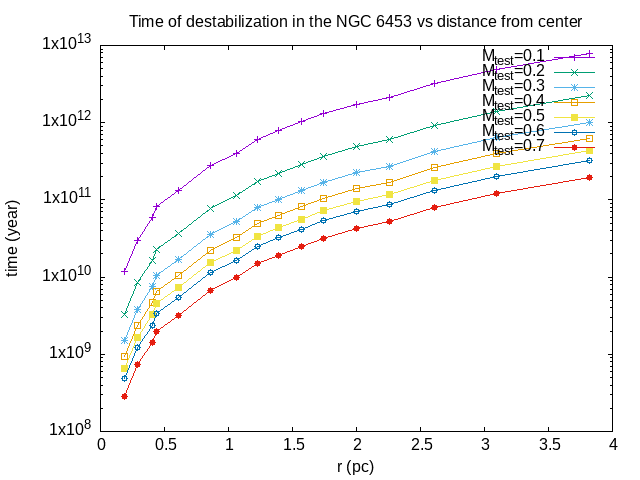 Time of destabilization in the NGC 6453 vs distance from center
1x10^13
1x10^12
1x10^11
1x10^10
1x10^9
1x10^8
time (year)
M_test=0.1
M_test=0.2
M_test=0.3
M_test=0.4
M_test=0.5
M_test=0.6
M_test=0.7
0 0.5 1 1.5 2 2.5 3 3.5 4
r (pc)